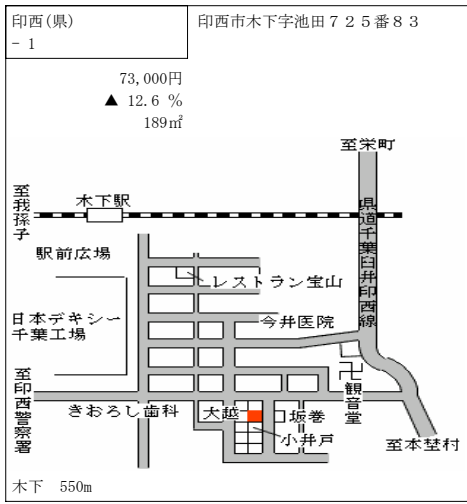 印西(県)
- 1
印西市木下字池田７２５番８３
73,000円
▲ 12.6 %
189㎡
至栄町
至我孫子
木下駅
県道千葉臼井印西線
駅前広場
レストラン宝山
日本デキシー
千葉工場
今井医院
至印西警察署
きおろし歯科
大越
坂巻
小井戸
観音堂
至本埜村
木下　550m